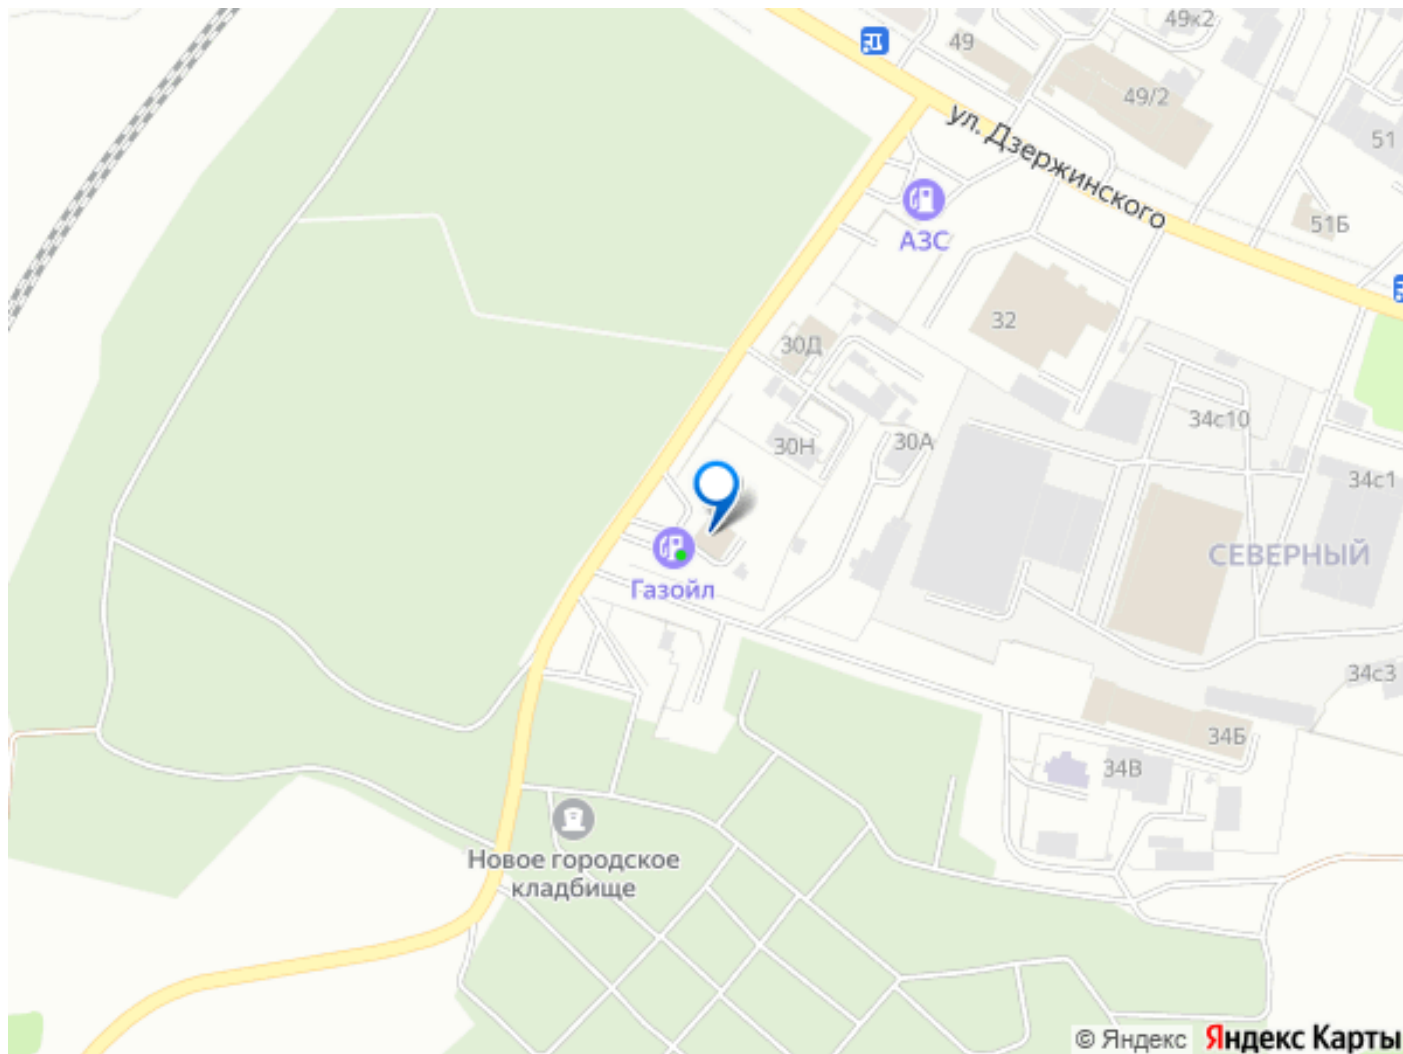 49к2
49
49/2
51
ул. Дзержинского
51Б
АЗС
32
30Д
34с10
30Н
30А
34с1
СЕВЕРНЫЙ
Газойл
34с3
34Б
34В
Новое городское
кладбище
© Яндекс
Яндекс Карты